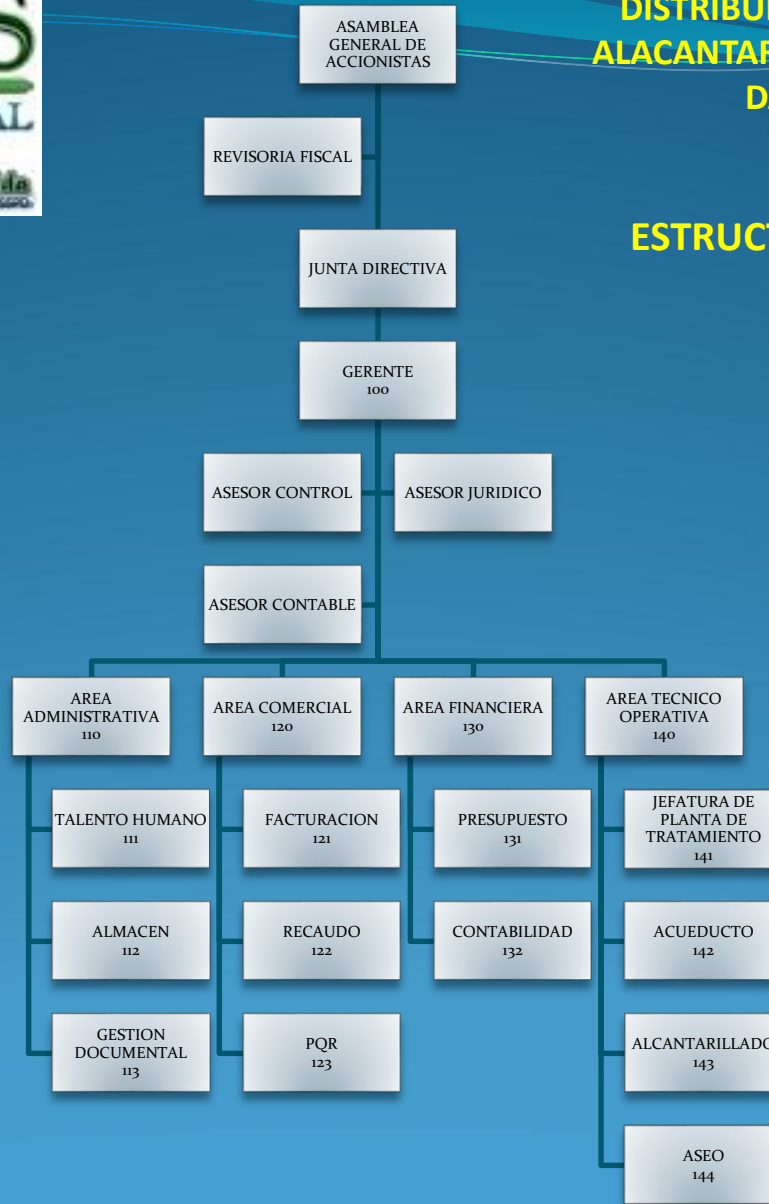 ASAMBLEA
GENERAL DE
ACCIONISTAS
ALACANTAR
REVISORIA FISCAL
JUNTA DIRECTIVA
GERENTE
100
ASESOR CONTROL
ASESOR JURIDICO
ASESOR CONTABLE
AREA
ADMINISTRATIVA
110
AREA COMERCIAL
120
AREA FINANCIERA
130
AREA TECNICO
OPERATIVA
140
TALENTO HUMANO
111
FACTURACION
121
PRESUPUESTO
131
JEFATURA DE
PLANTA DE
TRATAMIENTO
141
ALMACEN
112
RECAUDO
122
CONTABILIDAD
132
ACUEDUCTO
142
GESTION
DOCUMENTAL
113
PQR
123
ALCANTARILLADO
143
ASEO
144